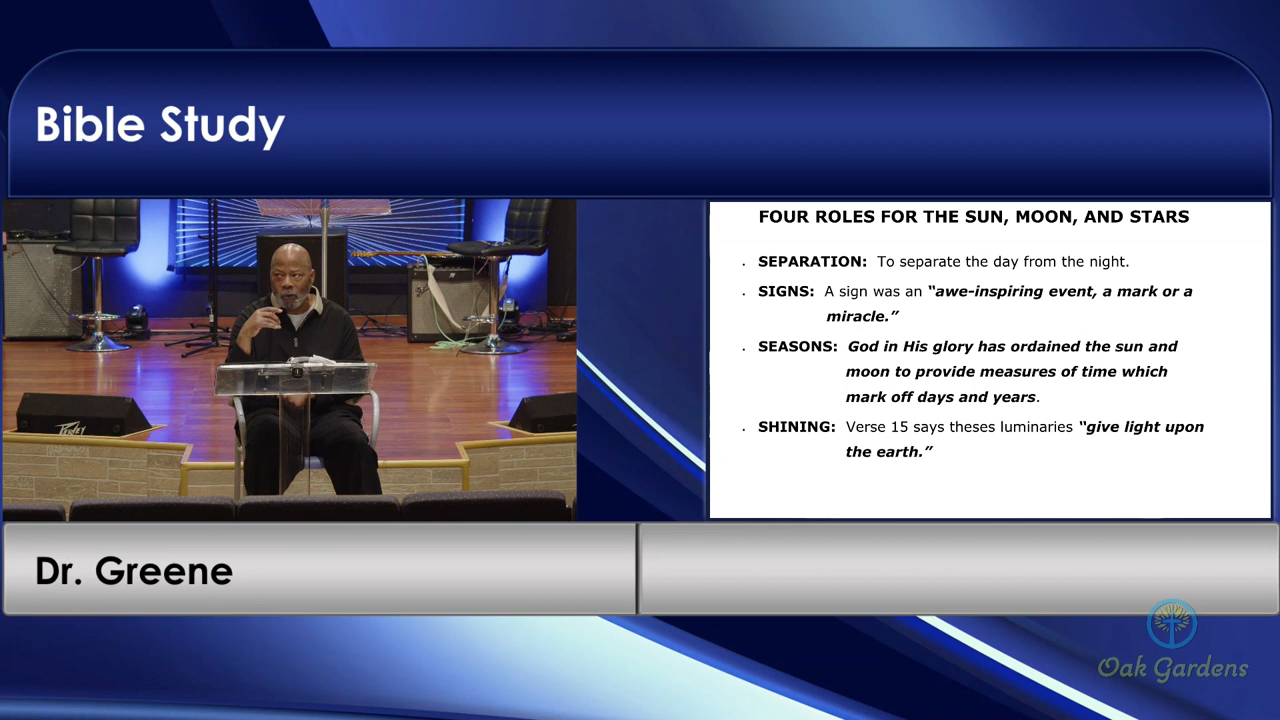 Bible Study
FOUR ROLES FOR THE SUN, MOON, AND STARS
. SEPARATION: To separate the day from the night.
. SIGNS: A sign was an “awe-inspiring event, a mark or a
miracle.”
. SEASONS: God in His glory has ordained the sun and
moon to provide measures of time which
mark off days and years.
. SHINING: Verse 15 says theses luminaries “give light upon
the earth.”
PEAVEY
Dr. Greene
Oak Gardens